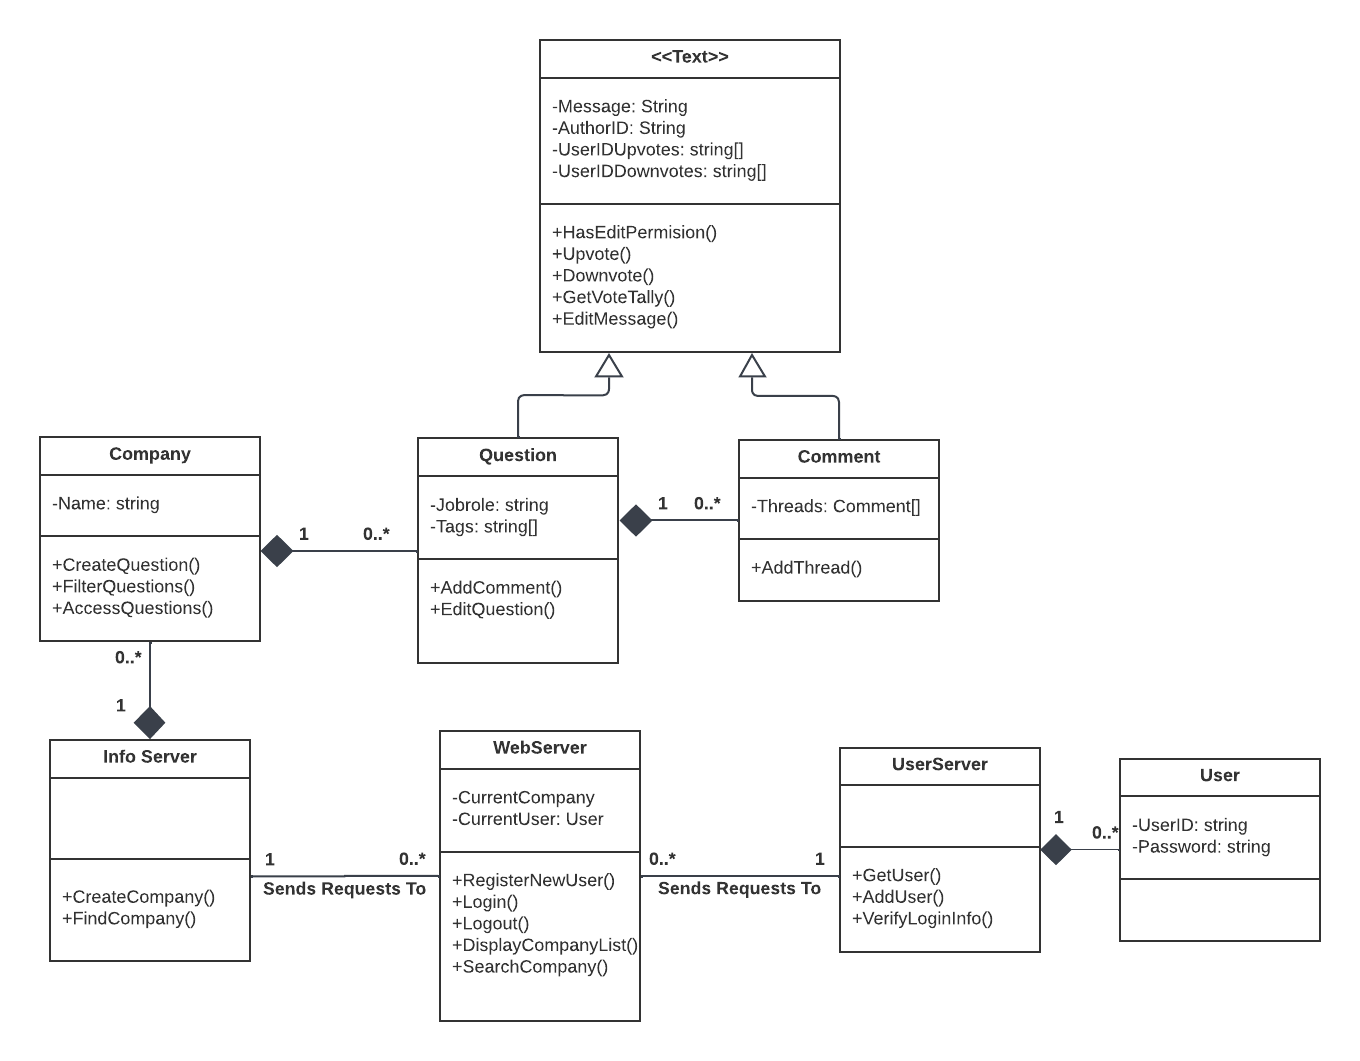 <<Text>>
-Message: String
-AuthorID: String
-UserIDUpvotes: string[]
-UserIDDownvotes: string[]
+HasEditPermision()
+Upvote()
+Downvote()
+GetVoteTally()
+EditMessage()
Company
-Name: string
+CreateQuestion()
+FilterQuestions()
+AccessQuestions()
1
0..*
Question
-Jobrole: string
-Tags: string[]
+AddComment()
+EditQuestion()
1
0..*
Comment
-Threads: Comment[]
+AddThread()
0..*
1
Info Server
+CreateCompany()
+FindCompany()
1
0..*
Sends Requests To
WebServer
-CurrentCompany
-CurrentUser: User
+RegisterNewUser()
+Login()
+Logout()
+DisplayCompanyList()
+SearchCompany()
0..*
1
Sends Requests To
UserServer
+GetUser()
+AddUser()
+VerifyLoginInfo()
1
0..*
User
-UserID: string
-Password: string